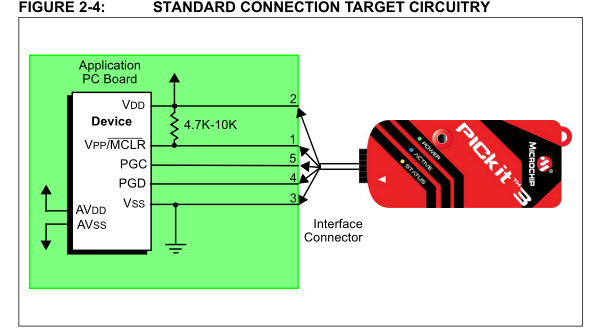 FIGURE 2-4: STANDARD CONNECTION TARGET CIRCUITRY
Application
PC Board
Device
VDD
4.7K-10K
VPP/MCLR
PGC
PGD
VSS
AVDD
AVSS
2
1
5
4
3
Interface
Connector
POWER
ACTIVE
STATUS
PICkit™ 3
MICROCHIP